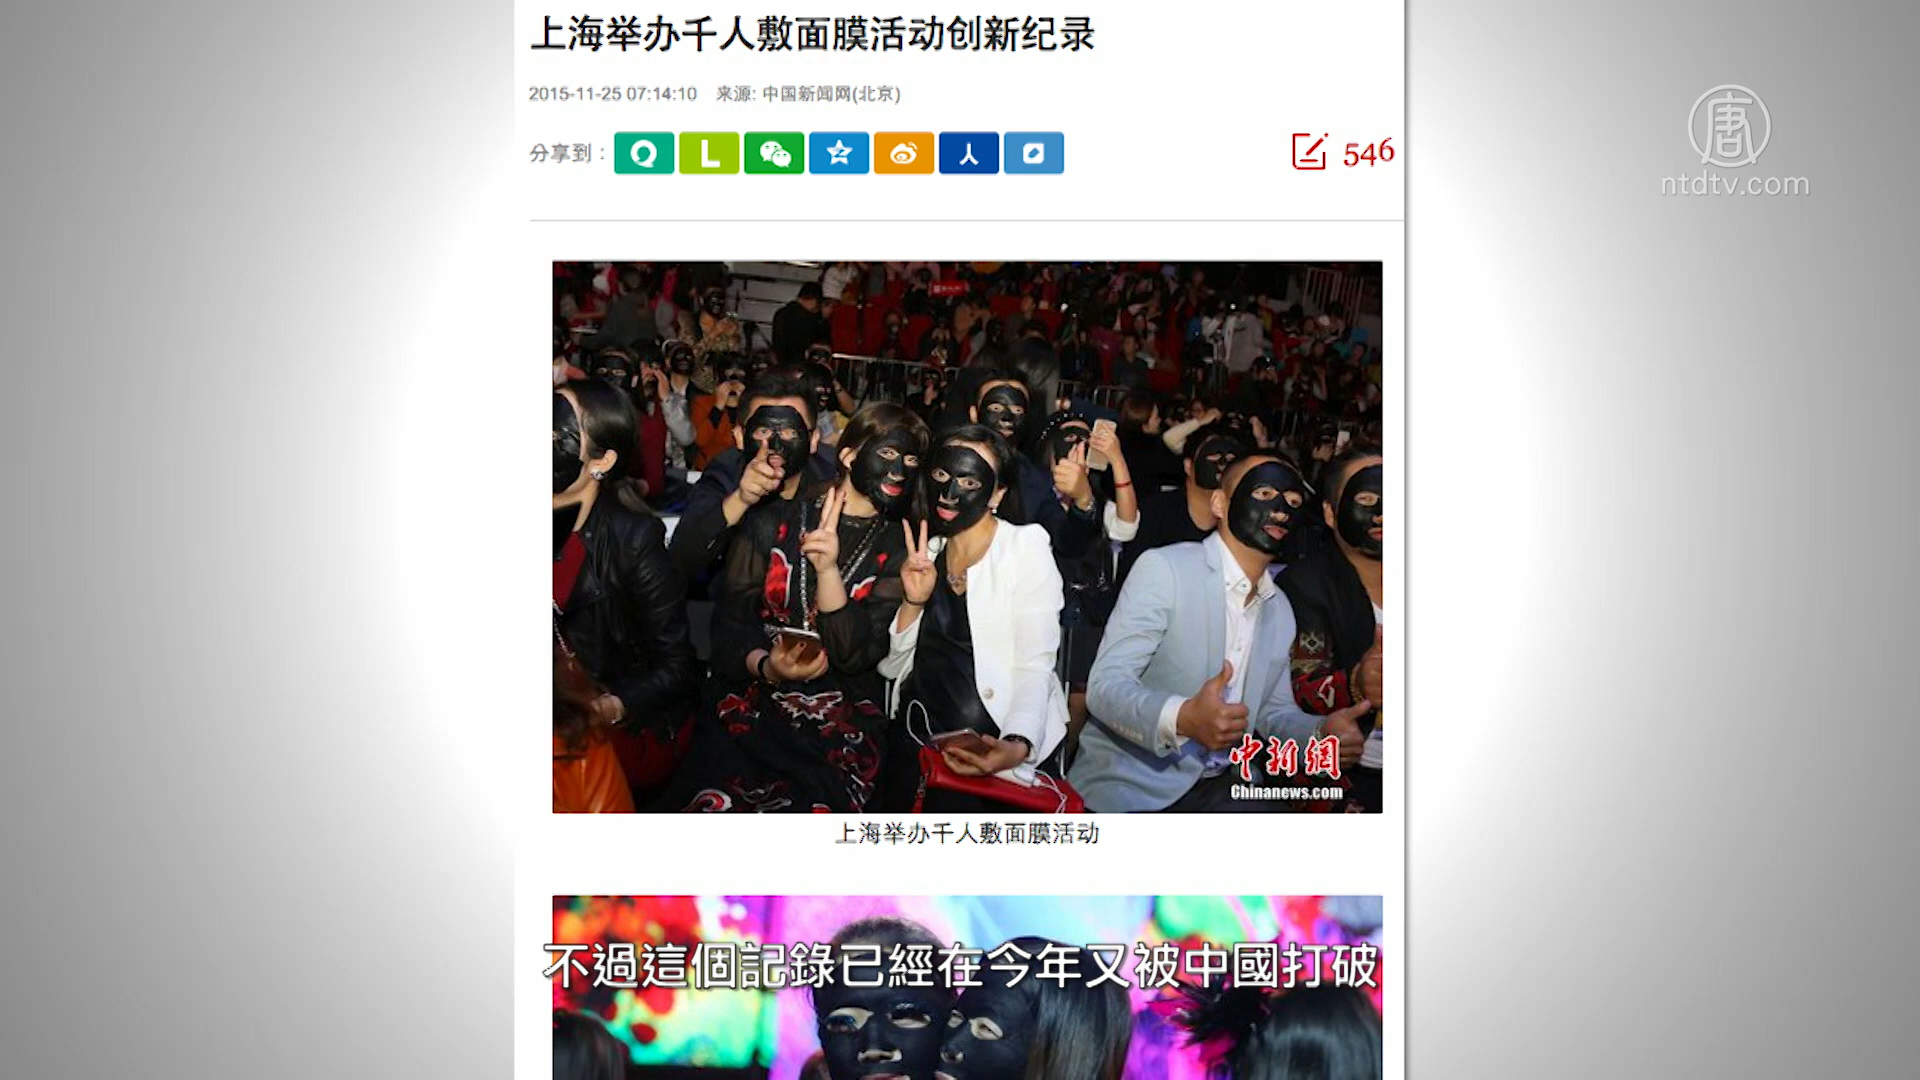 上海举办千人敷面膜活动创新纪录
2015-11-25 07:14:10 来源: 中国新闻网(北京)
分享到：
546
唐
ntdtv.com
中新網
Chinanews.com
上海举办千人敷面膜活动
不過這個記錄已經在今年又被中國打破